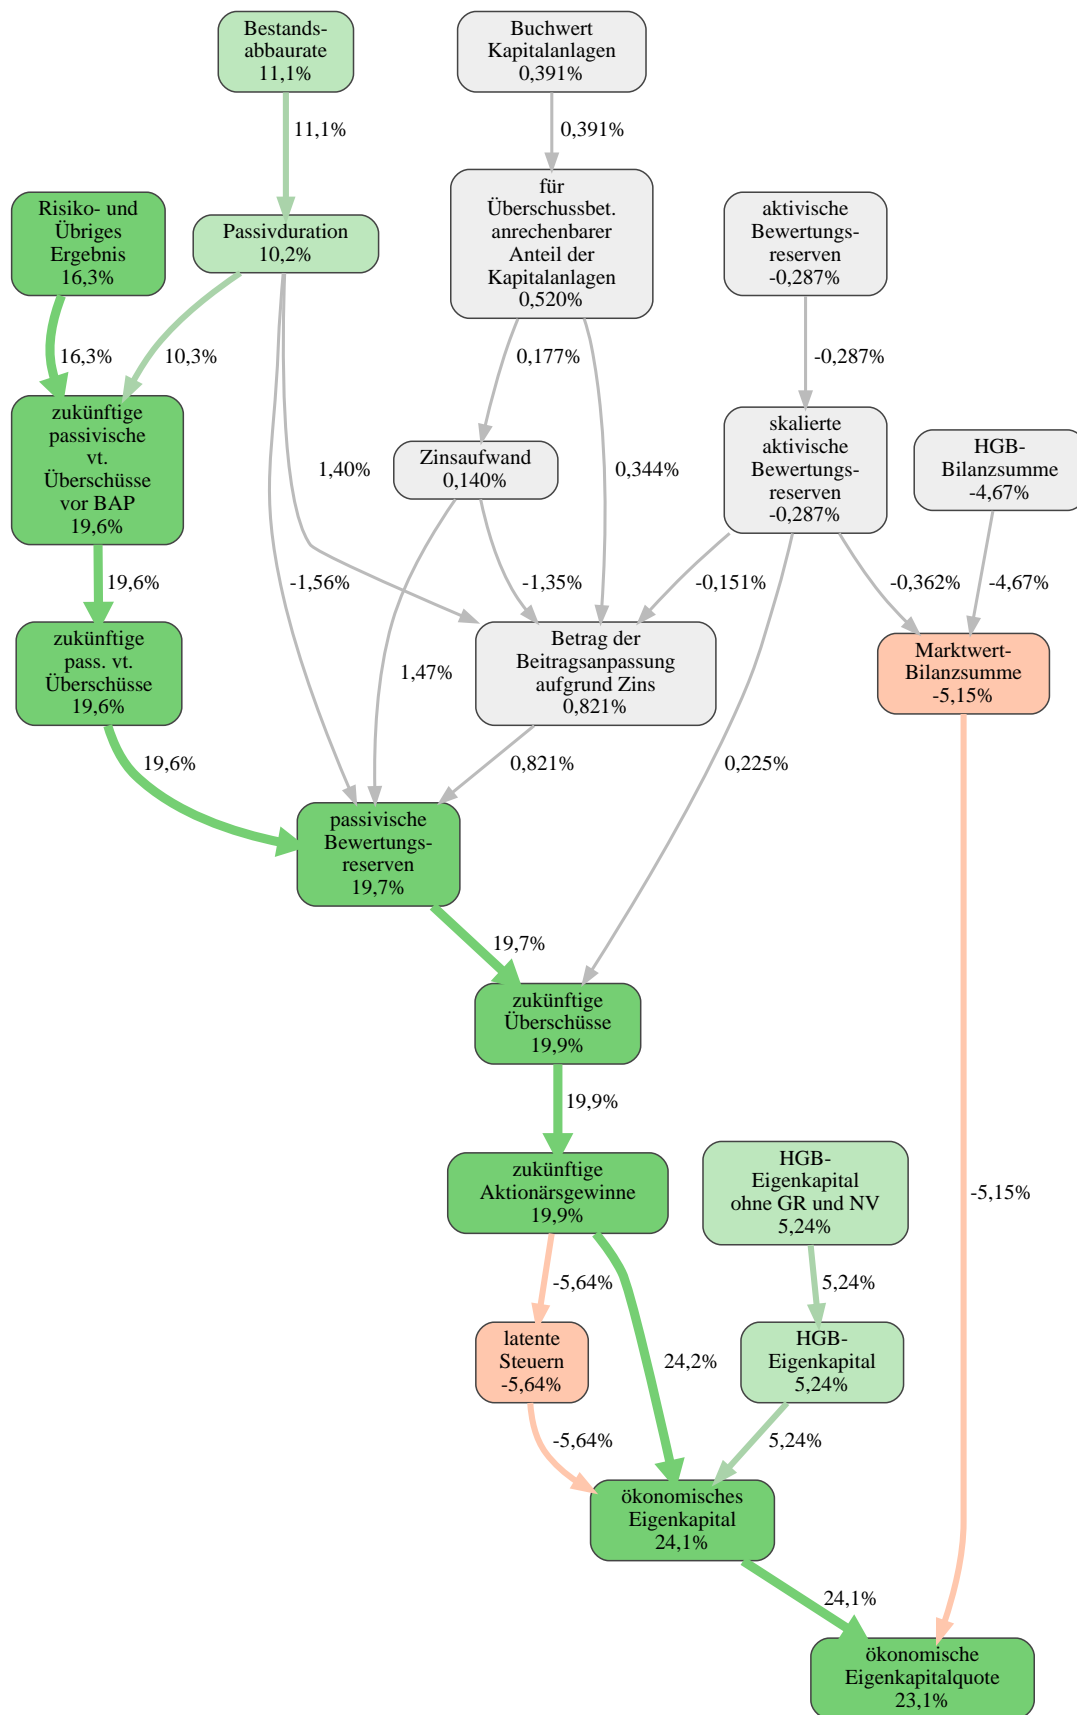 Bestands-
abbaurate
11,1%
Buchwert
Kapitalanlagen
0,391%
11,1%
0,391%
Risiko- und
Übriges
Ergebnis
16,3%
Passivduration
10,2%
für
Überschussbet.
anrechenbarer
Anteil der
Kapitalanlagen
0,520%
aktivische
Bewertungs-
reserven
-0,287%
16,3%
10,3%
0,177%
-0,287%
zukünftige
passivische
vt.
Überschüsse
vor BAP
19,6%
1,40%
Zinsaufwand
0,140%
0,344%
skalierte
aktivische
Bewertungs-
reserven
-0,287%
HGB-
Bilanzsumme
-4,67%
19,6%
-1,56%
-1,35%
-0,151%
-0,362%
-4,67%
zukünftige
pass. vt.
Überschüsse
19,6%
1,47%
Betrag der
Beitragsanpassung
aufgrund Zins
0,821%
Marktwert-
Bilanzsumme
-5,15%
19,6%
0,821%
0,225%
passivische
Bewertungs-
reserven
19,7%
19,7%
zukünftige
Überschüsse
19,9%
19,9%
zukünftige
Aktionärsgewinne
19,9%
HGB-
Eigenkapital
ohne GR und NV
5,24%
-5,15%
-5,64%
5,24%
latente
Steuern
-5,64%
24,2%
HGB-
Eigenkapital
5,24%
-5,64%
5,24%
ökonomisches
Eigenkapital
24,1%
24,1%
ökonomische
Eigenkapitalquote
23,1%